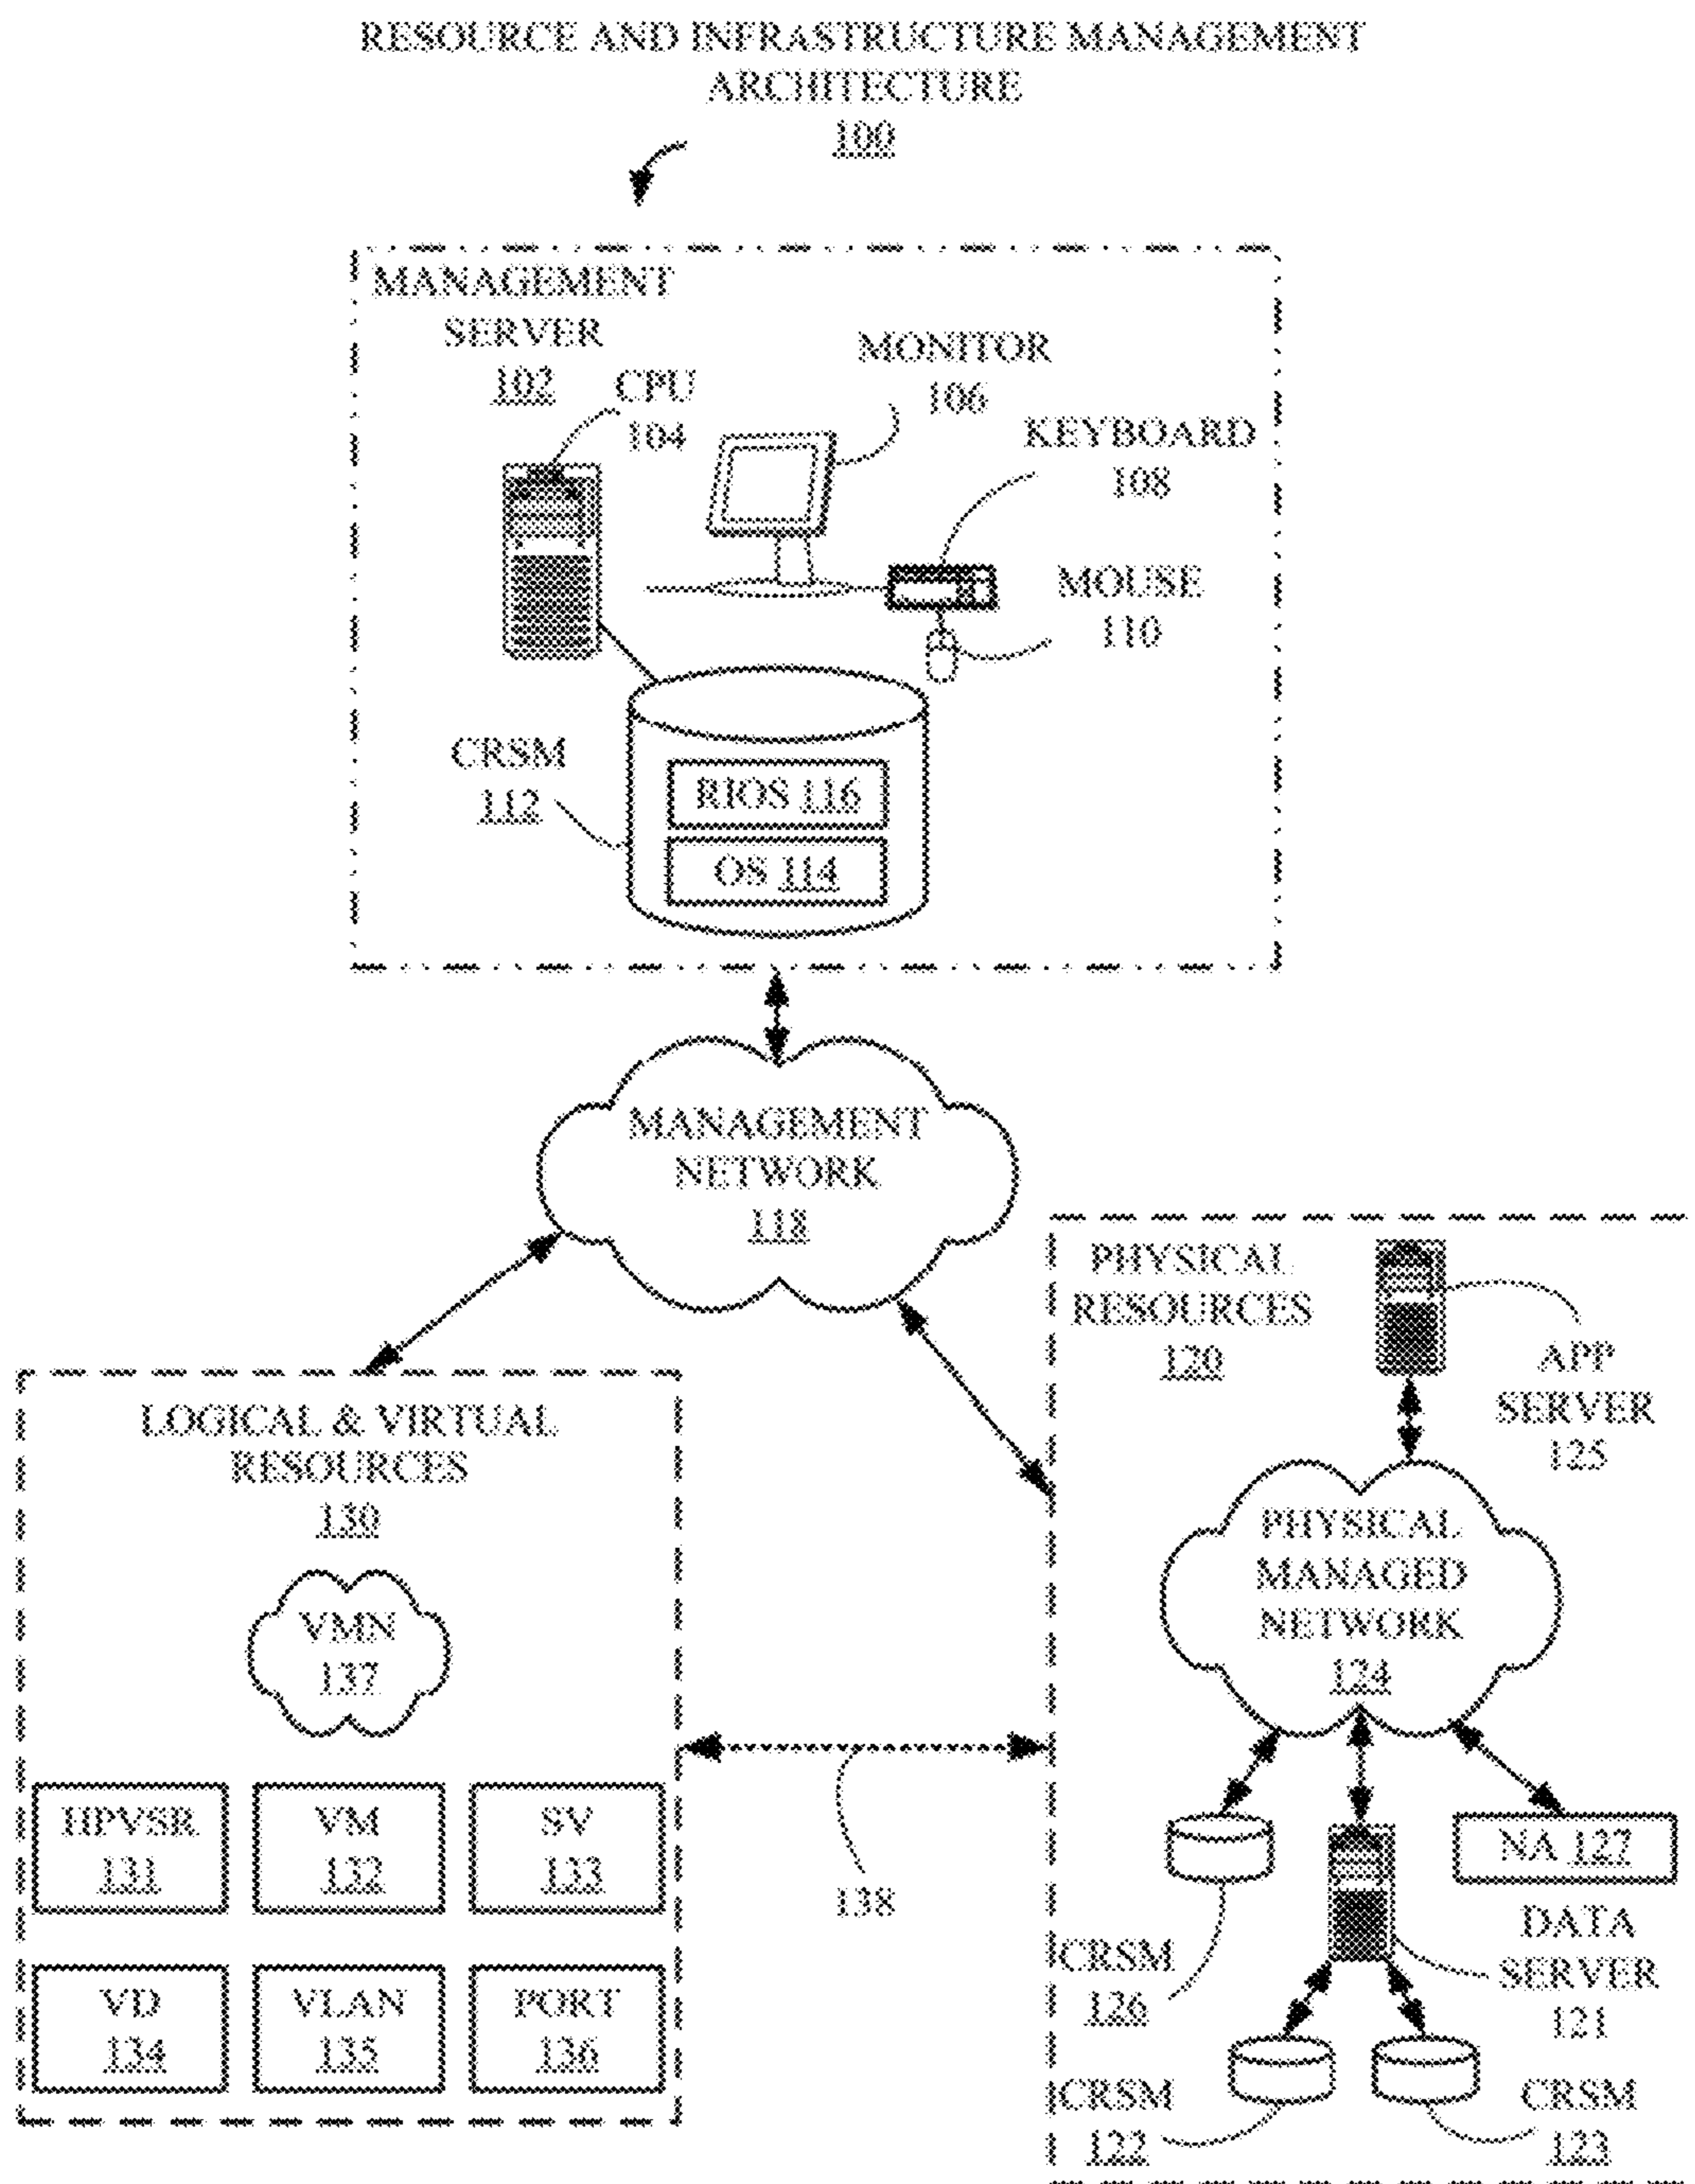 RESOURCE AND INFRASTRUCTURE MANAGEMENT
ARCHITECTURE
100
MANAGEMENT
SERVER
102
CPU
104
MONITOR
106
KEYBOARD
108
MOUSE
110
CRSM
112
RIOS 116
OS 114
MANAGEMENT
NETWORK
118
LOGICAL & VIRTUAL
RESOURCES
130
VMN
137
HPVSR
131
VM
132
SV
133
VD
134
VLAN
135
PORT
136
138
PHYSICAL
RESOURCES
120
APP
SERVER
125
PHYSICAL
MANAGED
NETWORK
124
NA 127
CRSM
126
DATA
SERVER
121
CRSM
122
CRSM
123